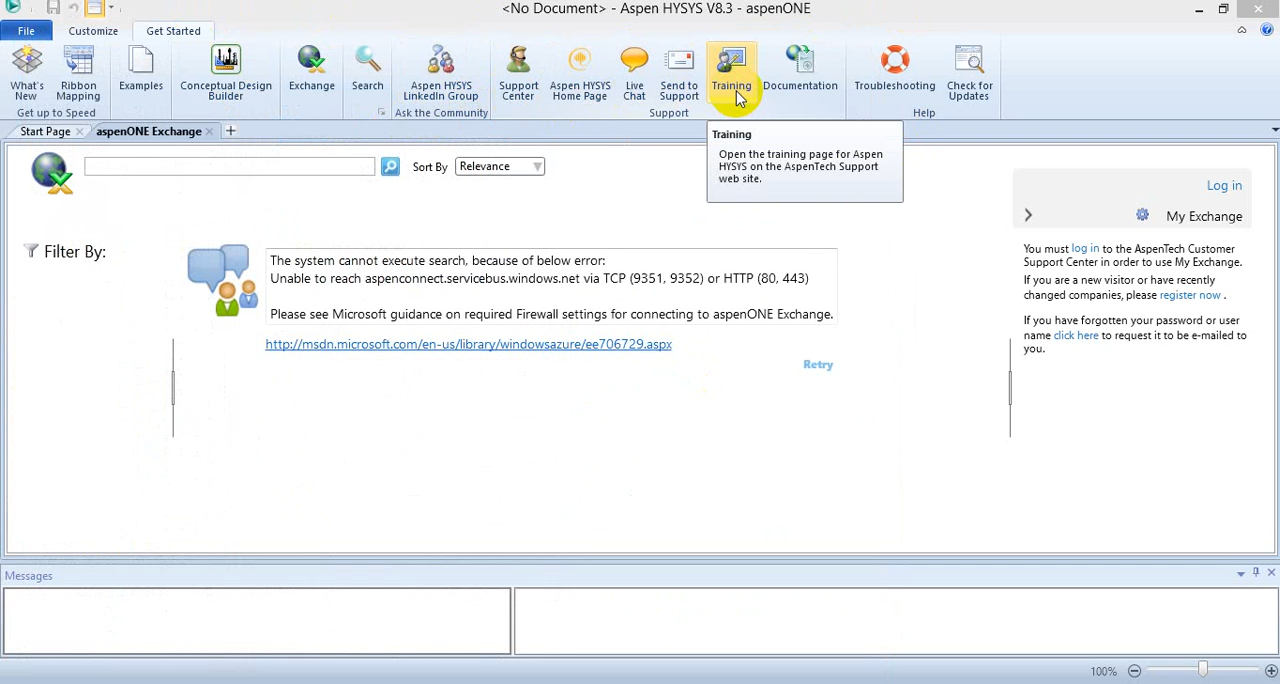 <No Document> - Aspen HYSYS V8.3 - aspenONE
File
Customize
Get Started
What's
New
Ribbon
Mapping
Examples
Conceptual Design
Builder
Exchange
Search
Aspen HYSYS
LinkedIn Group
Support
Center
Aspen HYSYS
Home Page
Live
Chat
Send to
Support
Training
Documentation
Troubleshooting
Check for
Updates
Get up to Speed
Ask the Community
Support
Help
Start Page
aspenONE Exchange
Training
Open the training page for Aspen
HYSYS on the AspenTech Support
web site.
Sort By
Relevance
Log in
My Exchange
Filter By:
The system cannot execute search, because of below error:
Unable to reach aspenconnect.servicebus.windows.net via TCP (9351, 9352) or HTTP (80, 443)
Please see Microsoft guidance on required Firewall settings for connecting to aspenONE Exchange.
http://msdn.microsoft.com/en-us/library/windowsazure/ee706729.aspx
Retry
You must log in to the AspenTech Customer
Support Center in order to use My Exchange.
If you are a new visitor or have recently
changed companies, please register now .
If you have forgotten your password or user
name click here to request it to be e-mailed to
you.
Messages
100%